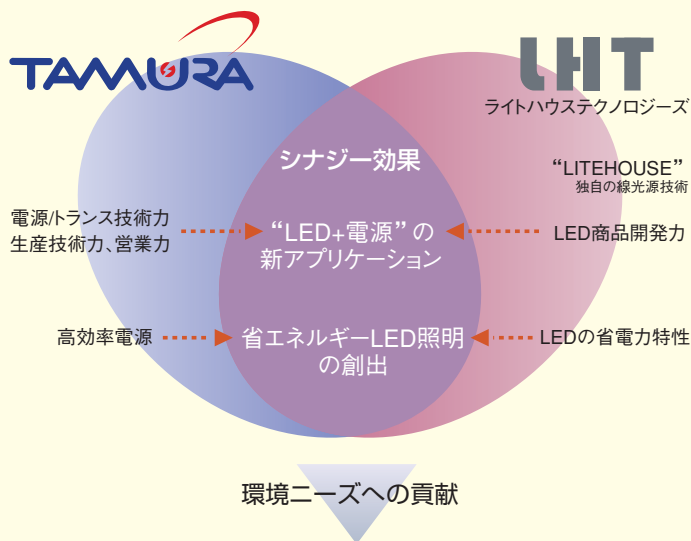 TAMURA
LHT
ライトハウステクノロジーズ
シナジー効果
“LITEHOUSE”
独自の線光源技術
電源/トランス技術力
生産技術力、営業力
“LED+電源”の
新アプリケーション
LED商品開発力
高効率電源
省エネルギーLED照明
の創出
LEDの省電力特性
環境ニーズへの貢献